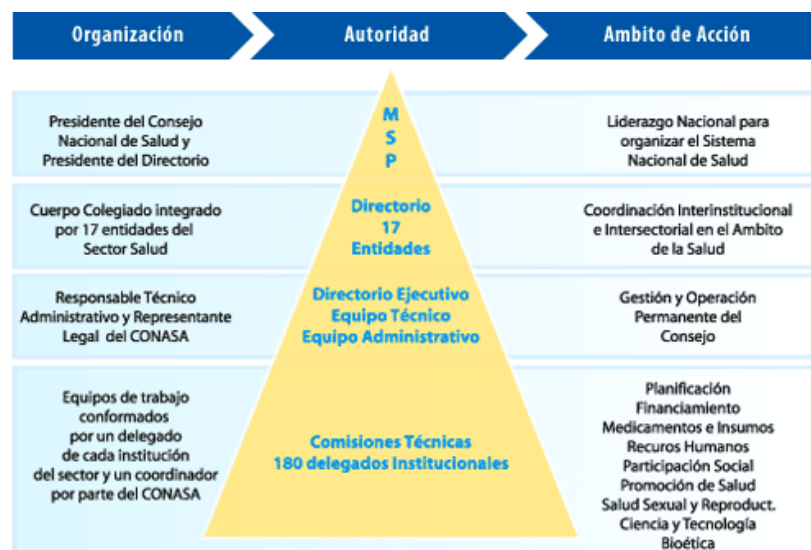 Organización
Autoridad
Ambito de Acción
Presidente del Consejo
Nacional de Salud y
Presidente del Directorio
M
S
P
Liderazgo Nacional para
organizar el Sistema
Nacional de Salud
Cuerpo Colegiado integrado
por 17 entidades del
Sector Salud
Directorio
17
Entidades
Coordinación Interinstitucional
e Intersectorial en el Ambito
de la Salud
Responsable Técnico
Administrativo y Representante
Legal del CONASA
Directorio Ejecutivo
Equipo Técnico
Equipo Administrativo
Gestión y Operación
Permanente del
Consejo
Equipos de trabajo
conformados
por un delegado
de cada institución
del sector y un coordinador
por parte del CONASA
Comisiones Técnicas
180 delegados Institucionales
Planificación
Financiamiento
Medicamentos e Insumos
Recuros Humanos
Participación Social
Promoción de Salud
Salud Sexual y Reproduct.
Ciencia y Tecnología
Bioética